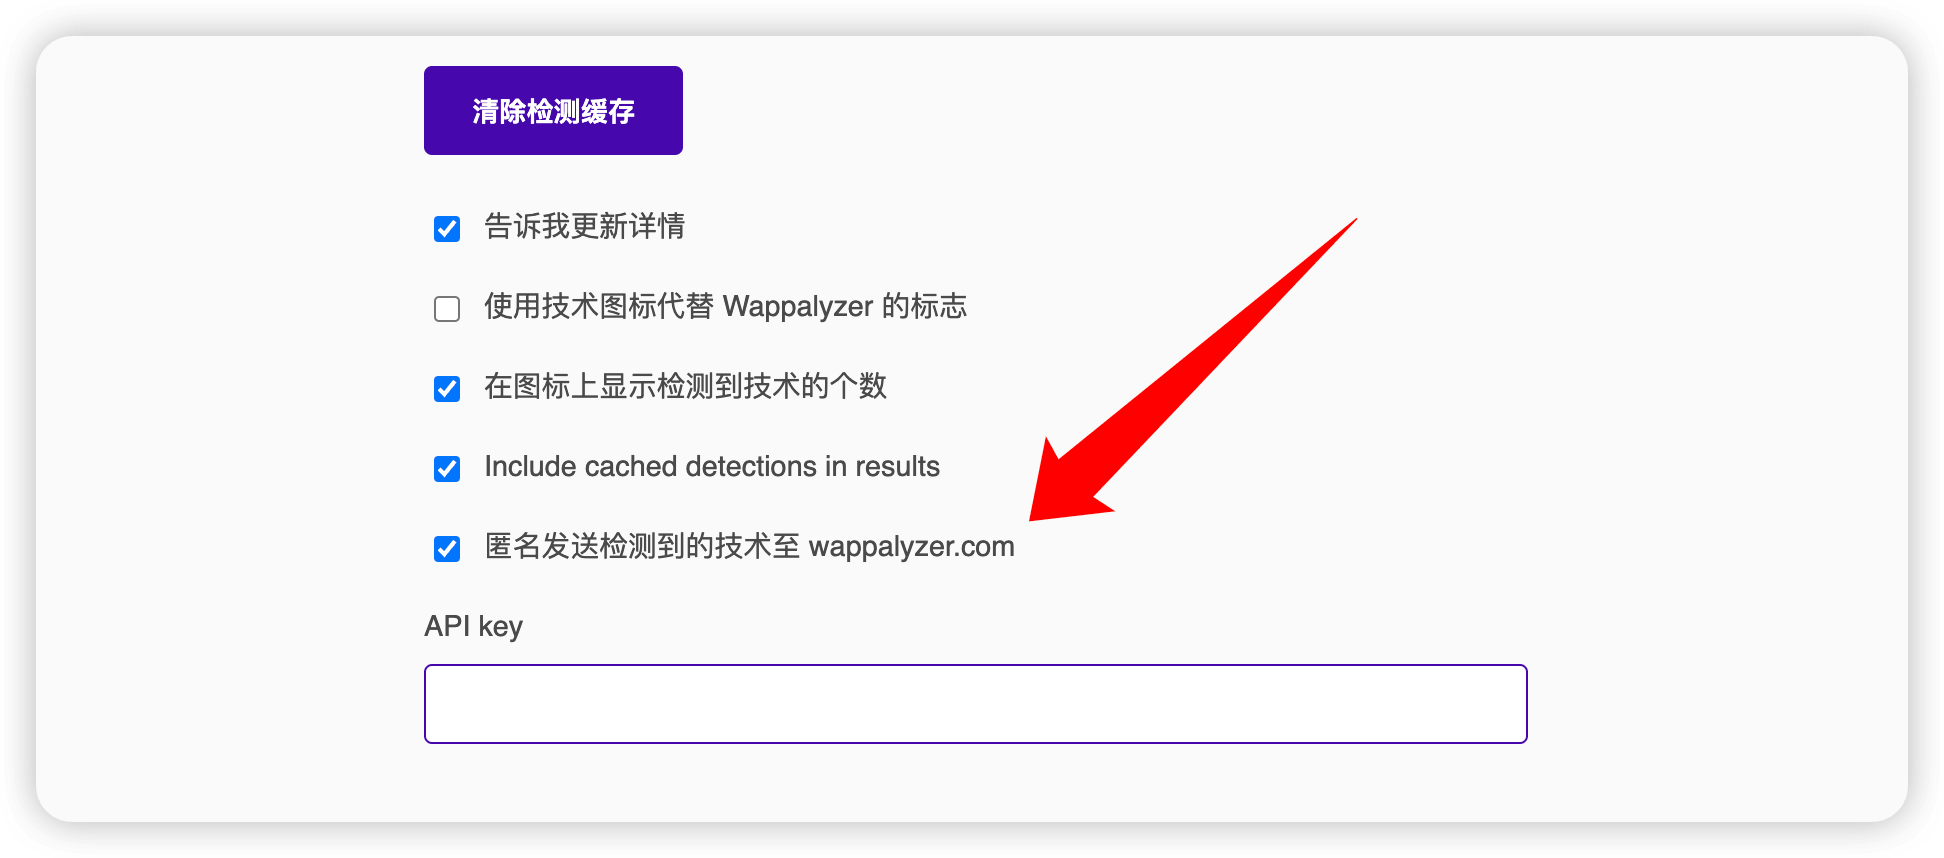 清除检测缓存
告诉我更新详情
使用技术图标代替 Wappalyzer 的标志
在图标上显示检测到技术的个数
Include cached detections in results
匿名发送检测到的技术至 wappalyzer.com
API key